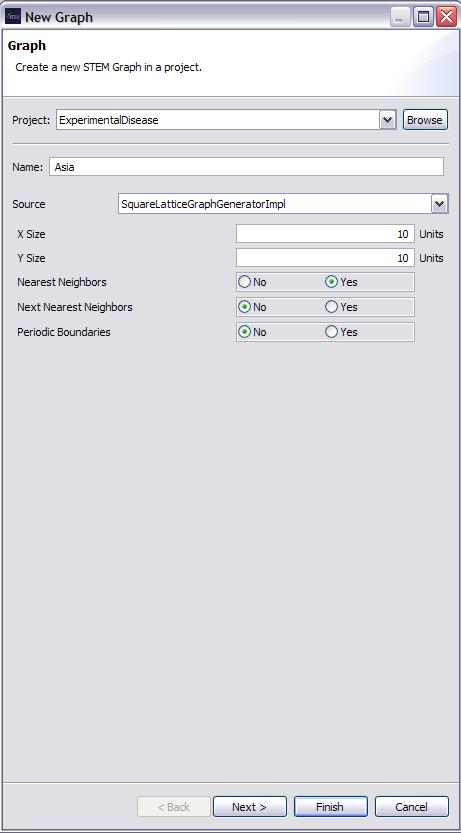 New Graph
Graph
Create a new STEM Graph in a project.
Project: ExperimentalDisease Browse
Name: Asia
Source SquareLatticeGraphGeneratorImpl
X Size 10 Units
Y Size 10 Units
Nearest Neighbors No Yes
Next Nearest Neighbors No Yes
Periodic Boundaries No Yes
< Back Next > Finish Cancel